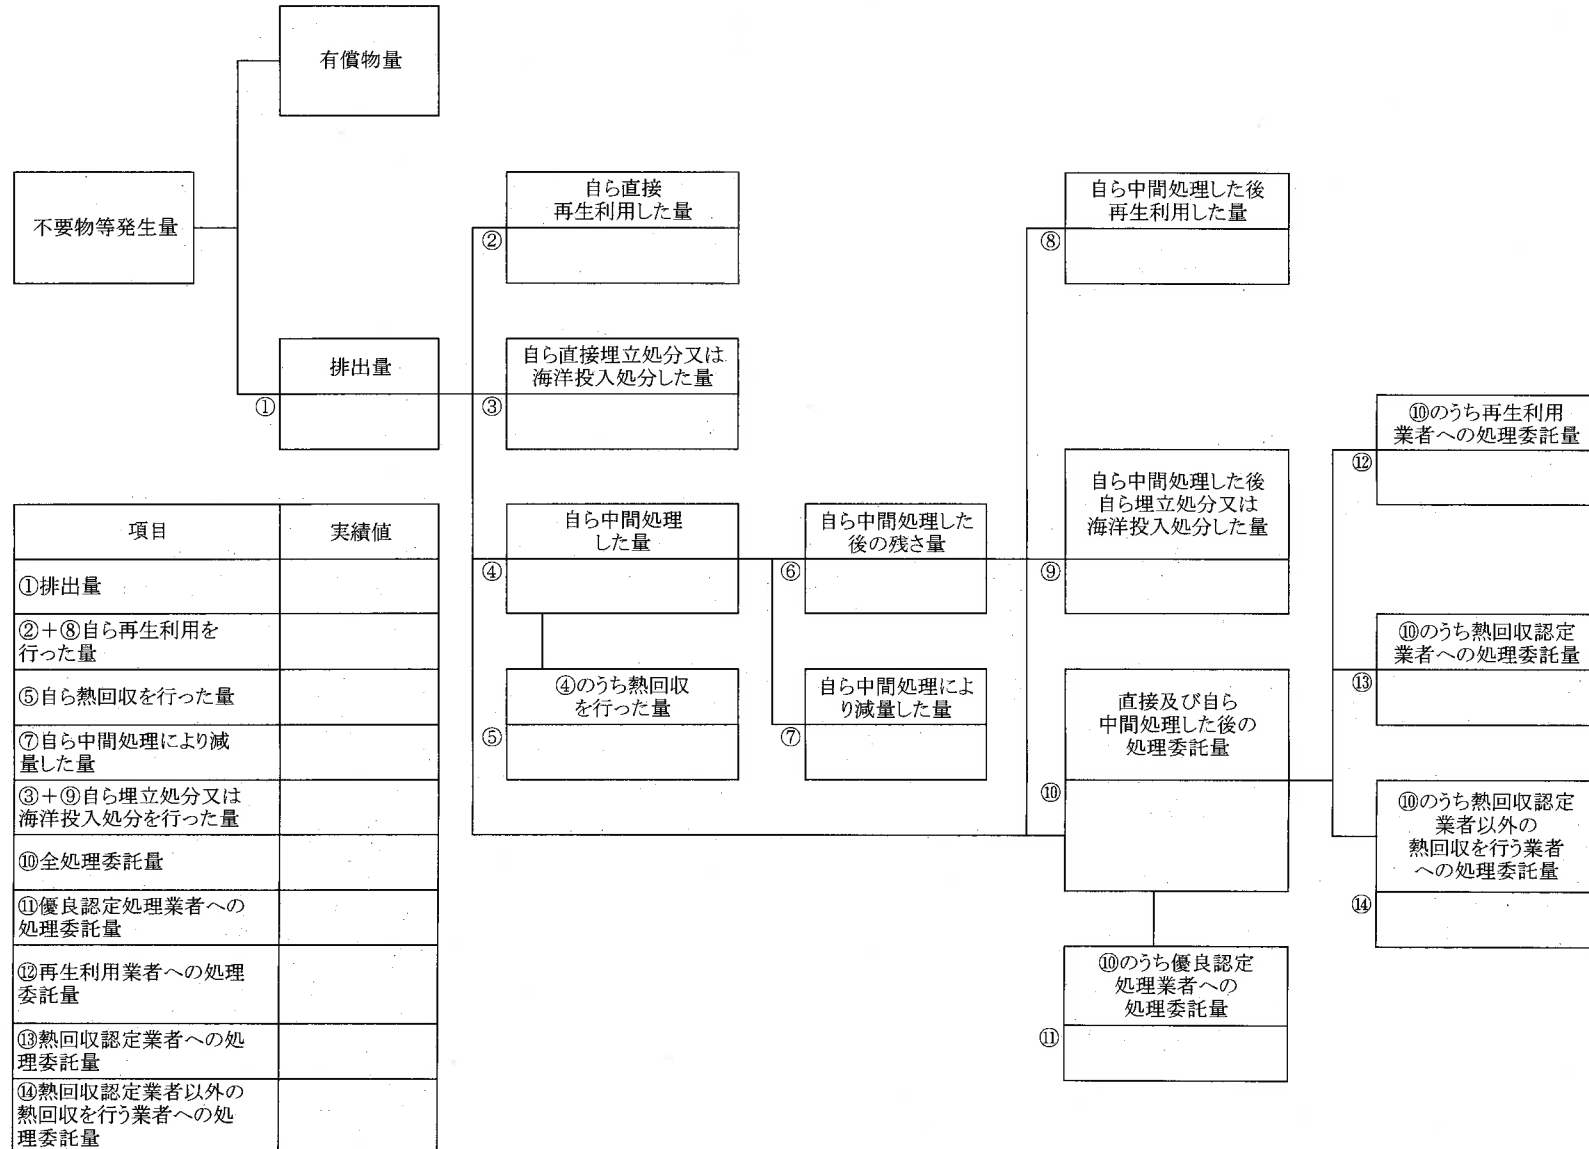 有償物量
不要物等発生量
排出量
①
自ら直接
再生利用した量
②
自ら直接埋立処分又は
海洋投入処分した量
③
自ら中間処理
した量
④
④のうち熱回収
を行った量
⑤
自ら中間処理した
後の残さ量
⑥
自ら中間処理によ
り減量した量
⑦
自ら中間処理した後
再生利用した量
⑧
自ら中間処理した後
自ら埋立処分又は
海洋投入処分した量
⑨
直接及び自ら
中間処理した後の
処理委託量
⑩
⑩のうち優良認定
処理業者への
処理委託量
⑪
⑩のうち再生利用
業者への処理委託量
⑫
⑩のうち熱回収認定
業者への処理委託量
⑬
⑩のうち熱回収認定
業者以外の
熱回収を行う業者
への処理委託量
⑭
項目 実績値
①排出量
②+⑧自ら再生利用を
行った量
⑤自ら熱回収を行った量
⑦自ら中間処理により減
量した量
③+⑨自ら埋立処分又は
海洋投入処分を行った量
⑩全処理委託量
⑪優良認定処理業者への
処理委託量
⑫再生利用業者への処理
委託量
⑬熱回収認定業者への処
理委託量
⑭熱回収認定業者以外の
熱回収を行う業者への処
理委託量